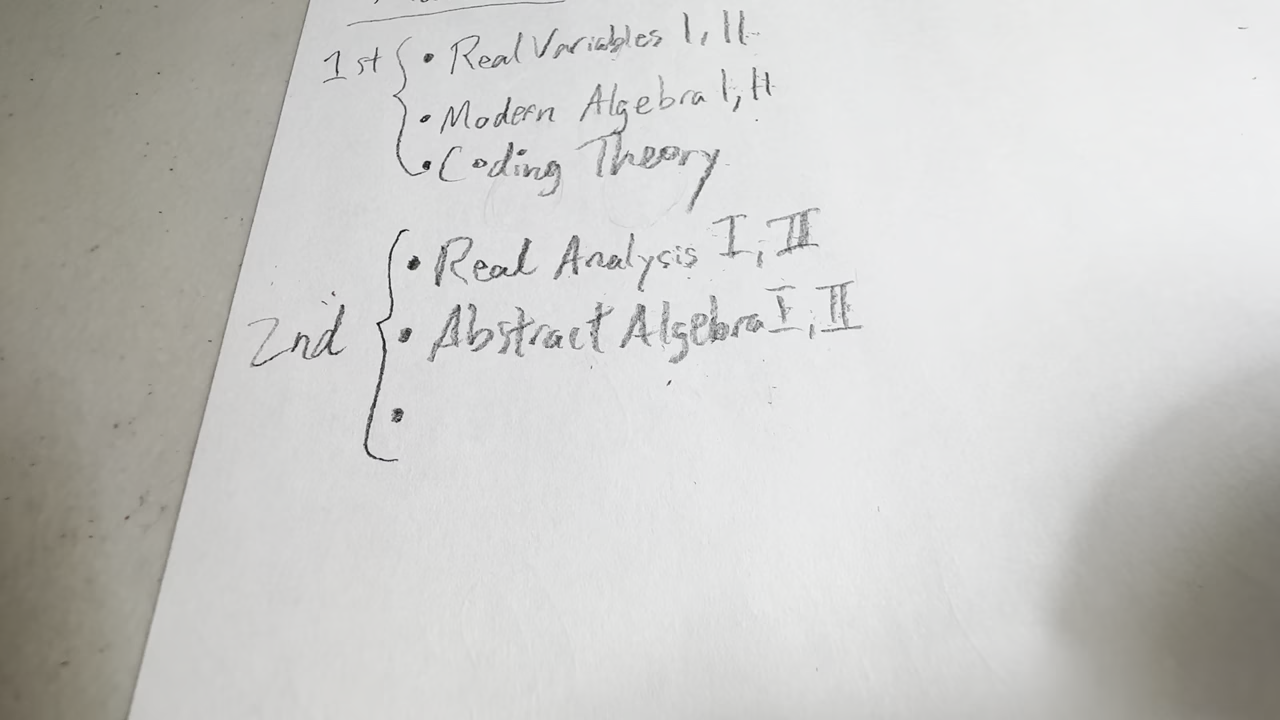 1st { • Real Variables I, II
• Modern Algebra I, II
• Coding Theory
• Real Analysis I, II
2nd { • Abstract Algebra I, II
•